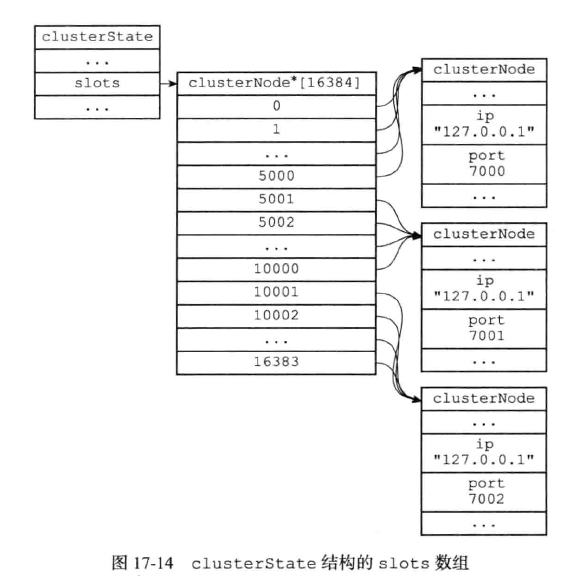 clusterState
...
slots
...
clusterNode*[16384]
0
1
...
5000
5001
5002
...
10000
10001
10002
...
16383
clusterNode
...
ip
"127.0.0.1"
port
7000
...
clusterNode
...
ip
"127.0.0.1"
port
7001
...
clusterNode
...
ip
"127.0.0.1"
port
7002
...
图 17-14 clusterState 结构的 slots 数组